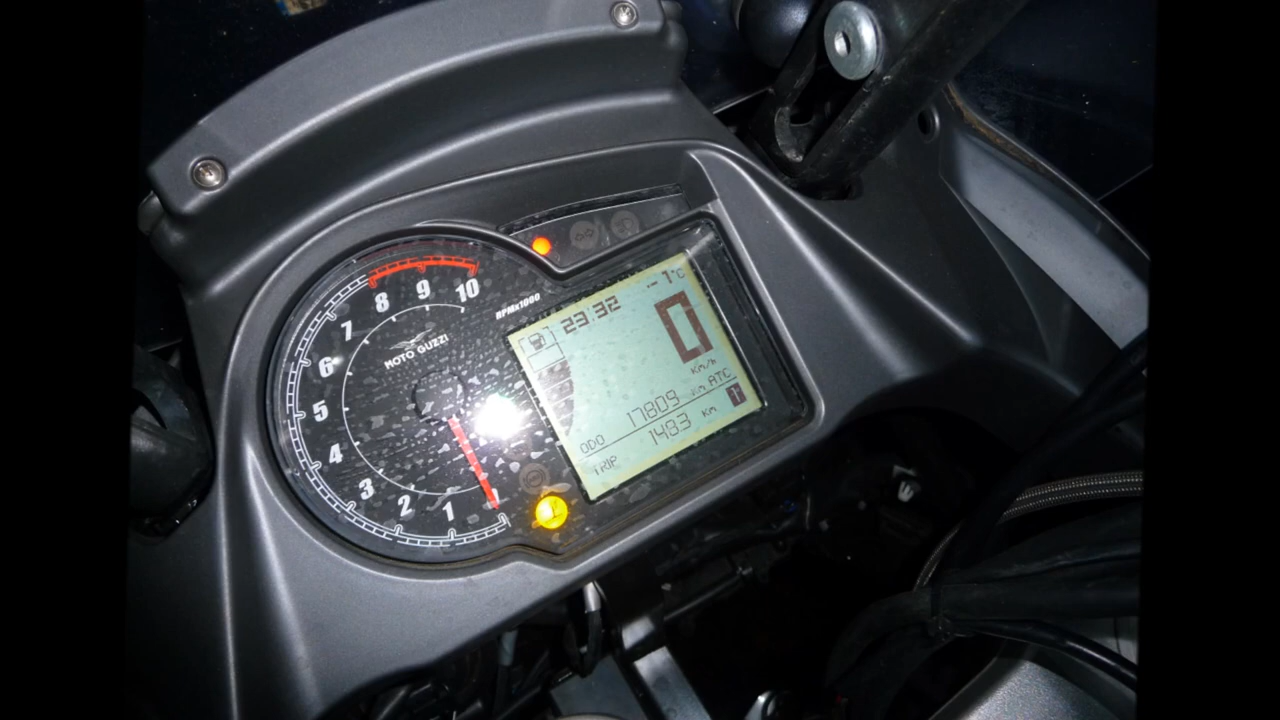 RPMx1000
1
2
3
4
5
6
7
8
9
10
MOTO GUZZI
23:32 -1°C
0
Km/h
ATC
ODO 17809 Km
TRIP 1483 Km